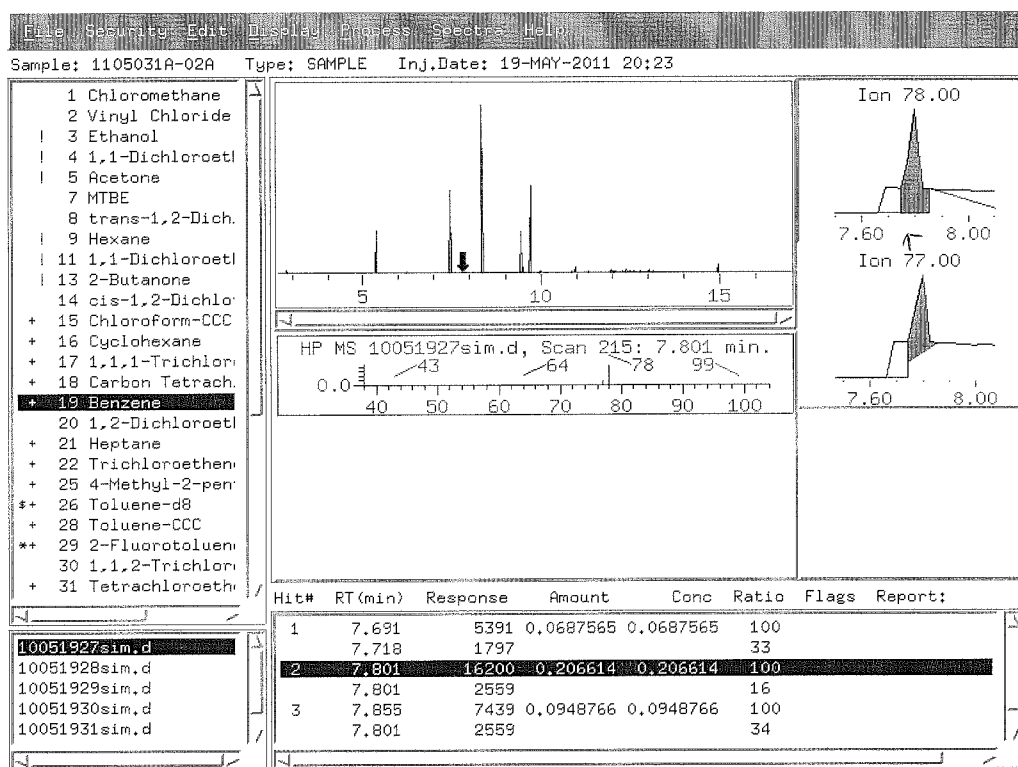 File Security Edit Display Process Spectra Help
Sample: 1105031A-02A Type: SAMPLE Inj.Date: 19-MAY-2011 20:23
1 Chloromethane
2 Vinyl Chloride
! 3 Ethanol
! 4 1,1-Dichloroetl
! 5 Acetone
7 MTBE
8 trans-1,2-Dich.
! 9 Hexane
! 11 1,1-Dichloroetl
! 13 2-Butanone
14 cis-1,2-Dichlo
+ 15 Chloroform-CCC
+ 16 Cyclohexane
+ 17 1,1,1-Trichlor
+ 18 Carbon Tetrach.
+ 19 Benzene
20 1,2-Dichloroetl
+ 21 Heptane
+ 22 Trichloroethen
+ 25 4-Methyl-2-pen
$+ 26 Toluene-d8
+ 28 Toluene-CCC
*+ 29 2-Fluorotoluen
30 1,1,2-Trichlor
+ 31 Tetrachloroeth
10051927sim.d
10051928sim.d
10051929sim.d
10051930sim.d
10051931sim.d
5 10 15
HP MS 10051927sim.d, Scan 215: 7.801 min.
43 64 78 99
0.0
40 50 60 70 80 90 100
Ion 78.00
7.60 8.00
Ion 77.00
7.60 8.00
Hit# RT(min) Response Amount Conc Ratio Flags Report:
1 7.691 5391 0.0687565 0.0687565 100
7.718 1797 33
2 7.801 16200 0.206614 0.206614 100
7.801 2559 16
3 7.855 7439 0.0948766 0.0948766 100
7.801 2559 34